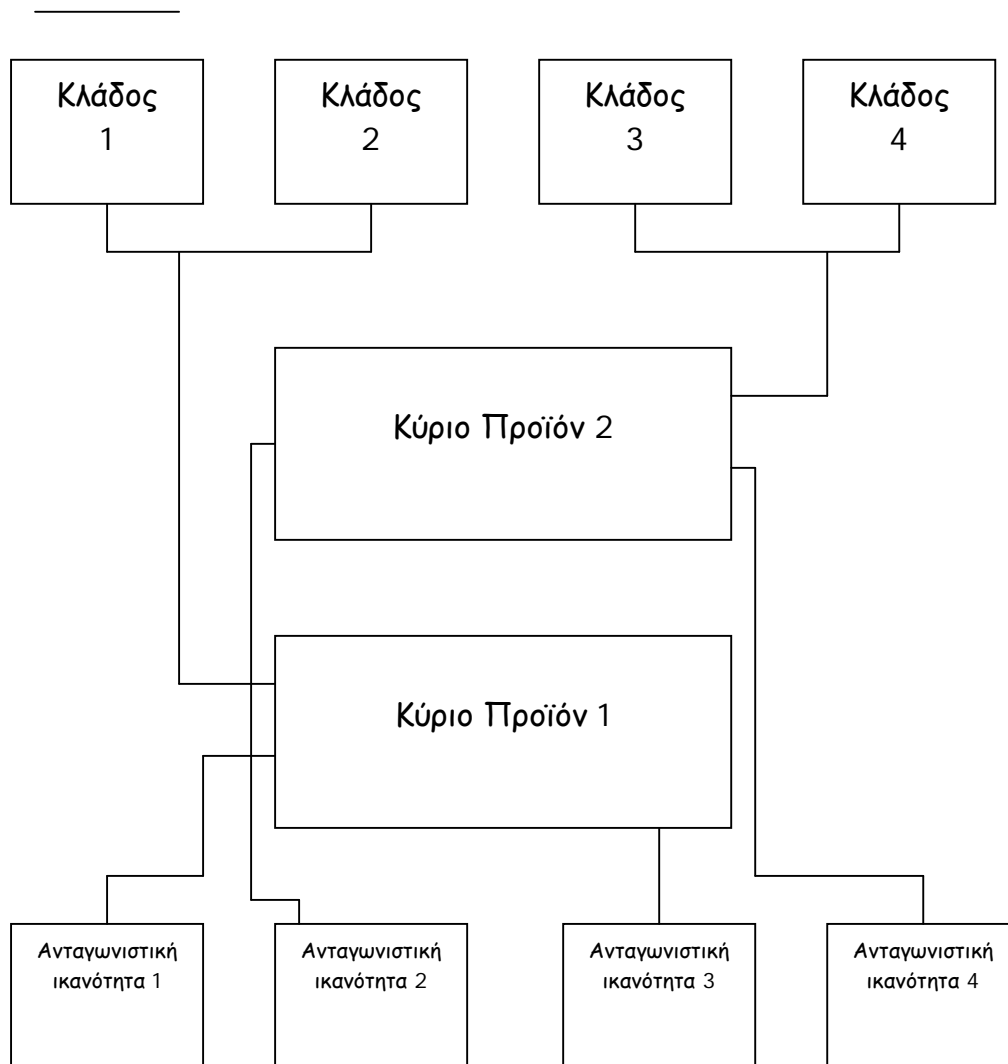 Κλάδος
1
Κλάδος
2
Κλάδος
3
Κλάδος
4
Κύριο Προϊόν 2
Κύριο Προϊόν 1
Ανταγωνιστική
ικανότητα 1
Ανταγωνιστική
ικανότητα 2
Ανταγωνιστική
ικανότητα 3
Ανταγωνιστική
ικανότητα 4